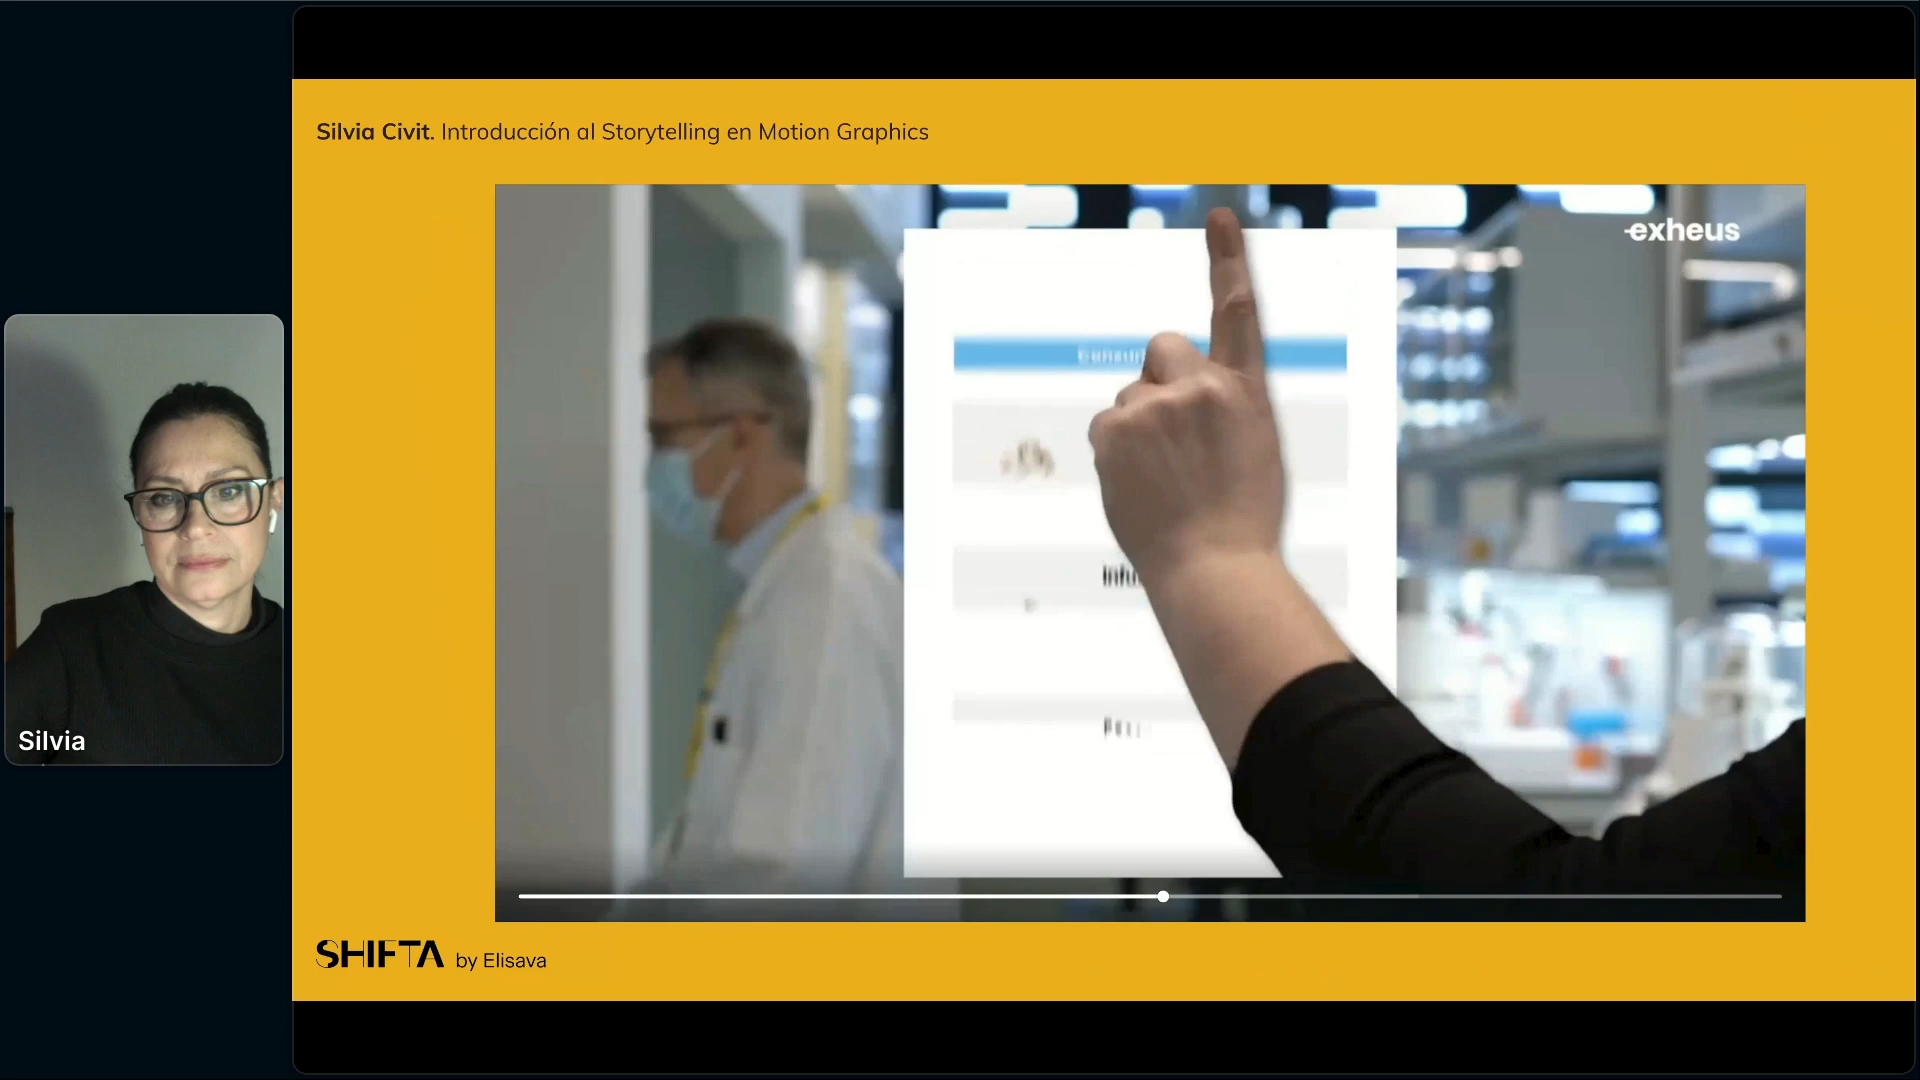 Silvia Civit. Introducción al Storytelling en Motion Graphics
exheus
Silvia
SHIFTA by Elisava